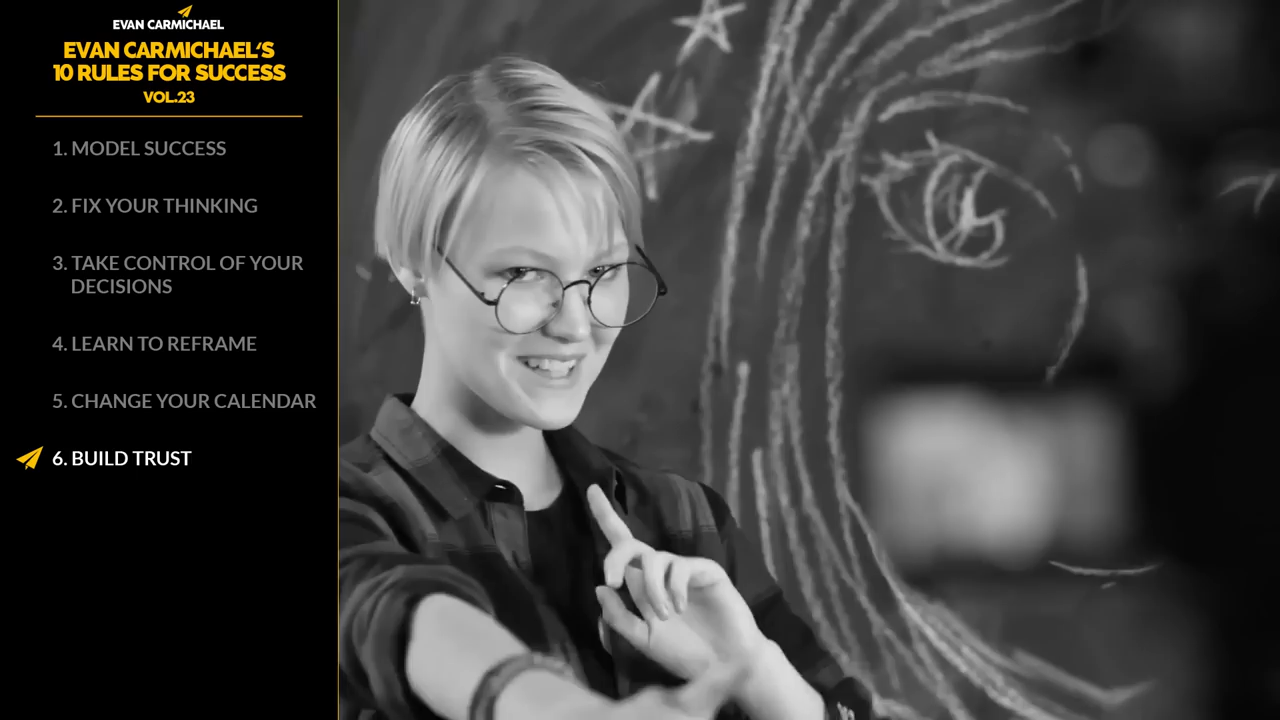 EVAN CARMICHAEL
EVAN CARMICHAEL'S
10 RULES FOR SUCCESS
VOL.23
1. MODEL SUCCESS
2. FIX YOUR THINKING
3. TAKE CONTROL OF YOUR
DECISIONS
4. LEARN TO REFRAME
5. CHANGE YOUR CALENDAR
6. BUILD TRUST